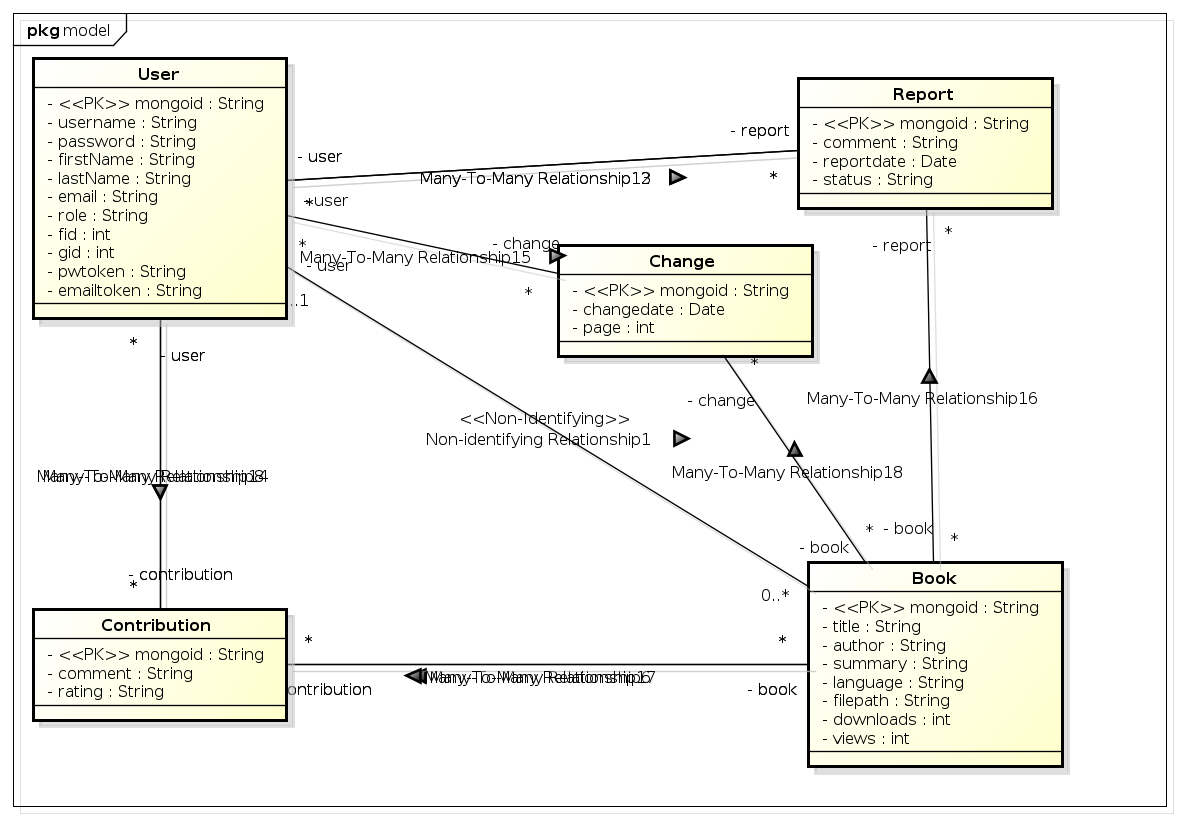 pkg model
User
- <<PK>> mongoid : String
- username : String
- password : String
- firstName : String
- lastName : String
- email : String
- role : String
- fid : int
- gid : int
- pwtoken : String
- emailtoken : String
Report
- <<PK>> mongoid : String
- comment : String
- reportdate : Date
- status : String
- report
- user
Many-To-Many Relationship
*
*
- user
*
- change
Many-To-Many Relationship15
- user
*
..1
Change
- <<PK>> mongoid : String
- changedate : Date
- page : int
*
- report
*
- user
*
- change
Many-To-Many Relationship16
<<Non-Identifying>>
Non-identifying Relationship1
Many-To-Many Relationship18
Many-To-Many Relationship
* - book
*
- book
- contribution
*
0..*
Contribution
- <<PK>> mongoid : String
- comment : String
- rating : String
*
*
Many-To-Many Relationship
ontribution
- book
Book
- <<PK>> mongoid : String
- title : String
- author : String
- summary : String
- language : String
- filepath : String
- downloads : int
- views : int